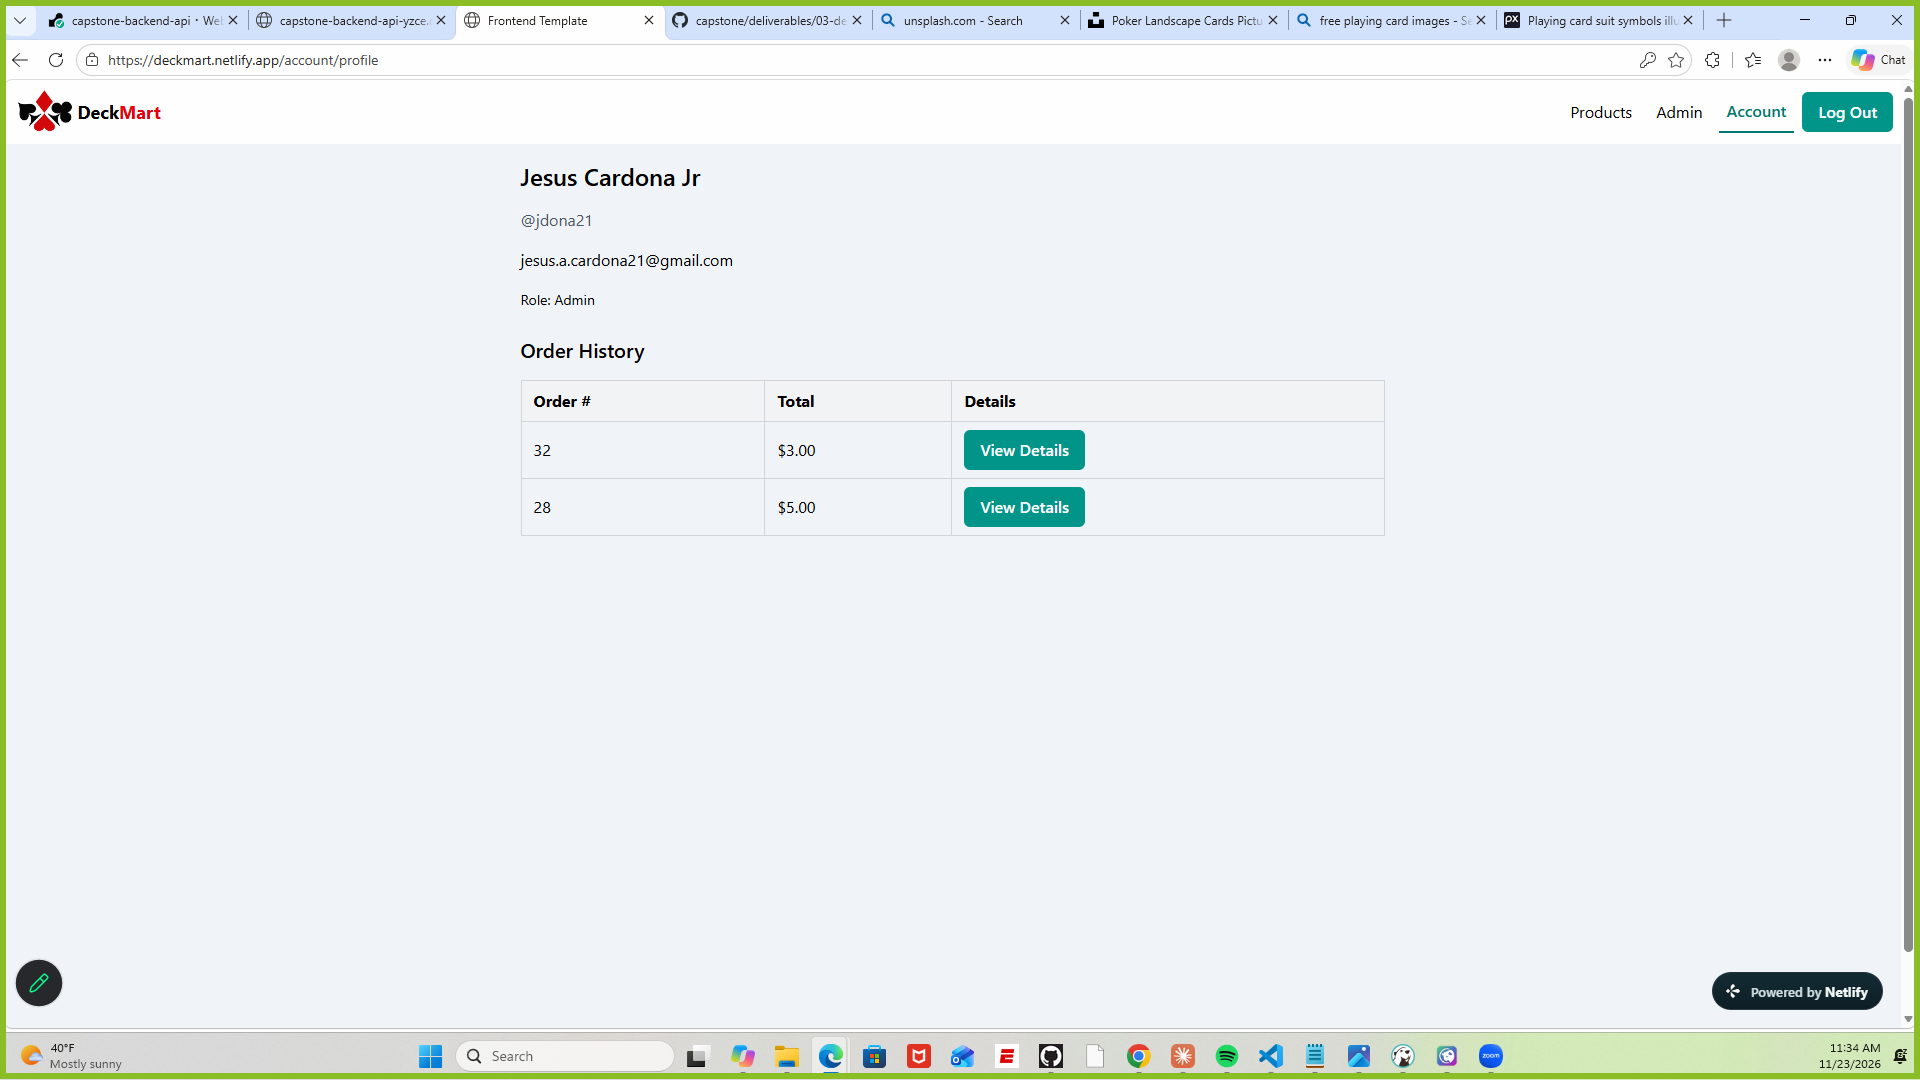 capstone-backend-api • We
capstone-backend-api-yzce.
Frontend Template
capstone/deliverables/03-de
unsplash.com - Search
Poker Landscape Cards Pictu
free playing card images - Se
Playing card suit symbols illu
https://deckmart.netlify.app/account/profile
Chat
DeckMart
Products
Admin
Account
Log Out
Jesus Cardona Jr
@jdona21
jesus.a.cardona21@gmail.com
Role: Admin
Order History
Order #
Total
Details
32
$3.00
View Details
28
$5.00
View Details
Powered by Netlify
40°F
Mostly sunny
Search
zoom
11:34 AM
11/23/2026